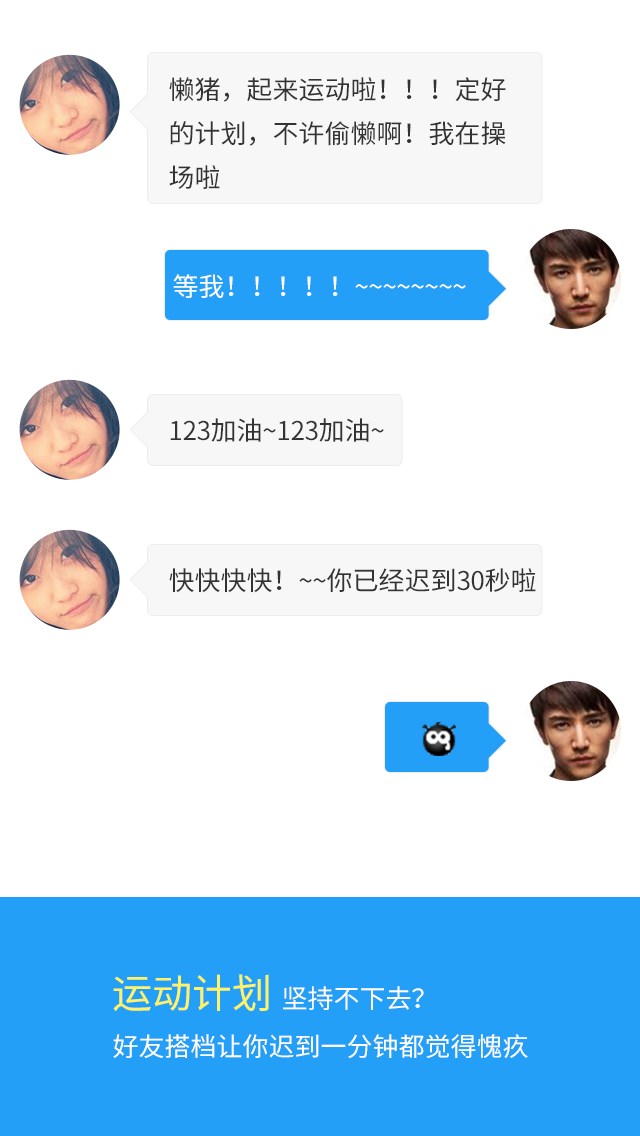 懒猪，起来运动啦！！！定好
的计划，不许偷懒啊！我在操
场啦
等我！！！！！~~~~~~~~
123加油~123加油~
快快快快！~~你已经迟到30秒啦
运动计划 坚持不下去？
好友搭档让你迟到一分钟都觉得愧疚